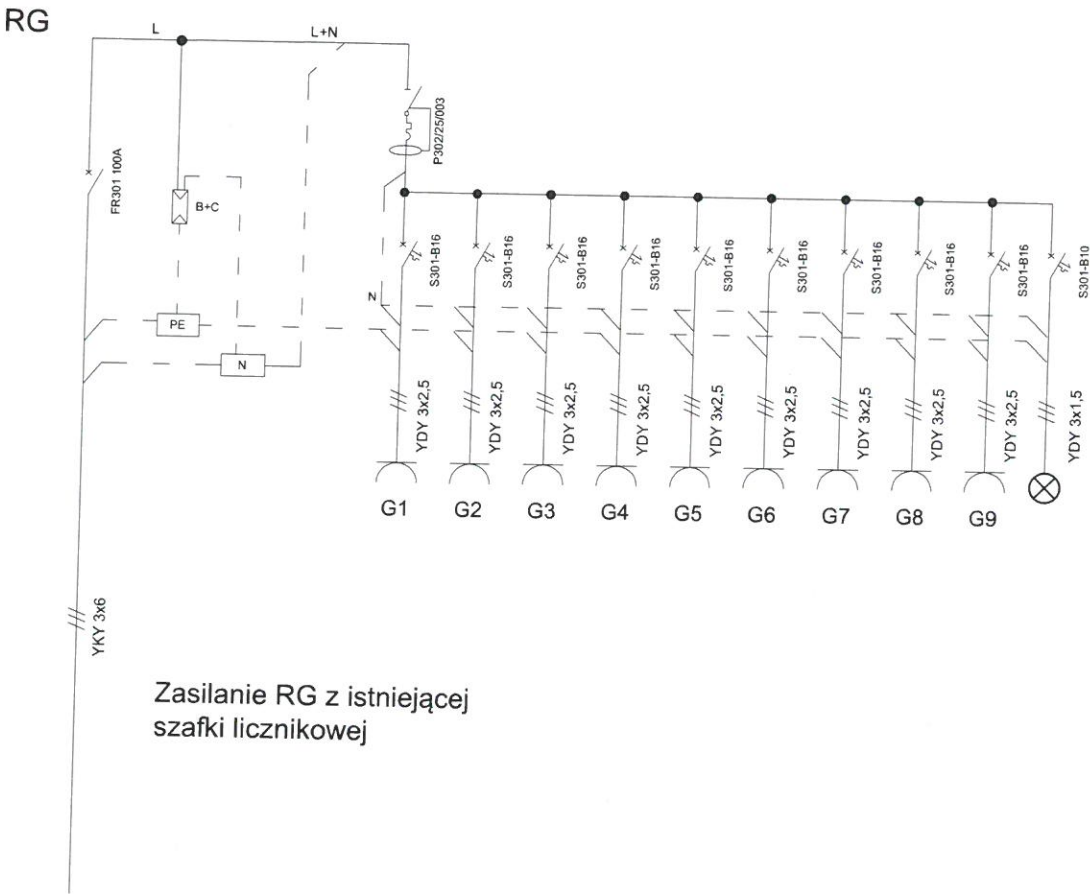 RG
L
L+N
FR301 100A
B+C
P302/25/003
S301-B16
S301-B16
S301-B16
S301-B16
S301-B16
S301-B16
S301-B16
S301-B16
S301-B16
S301-B10
N
PE
N
YDY 3x2,5
YDY 3x2,5
YDY 3x2,5
YDY 3x2,5
YDY 3x2,5
YDY 3x2,5
YDY 3x2,5
YDY 3x2,5
YDY 3x2,5
YDY 3x1,5
G1
G2
G3
G4
G5
G6
G7
G8
G9
YKY 3x6
Zasilanie RG z istniejącej
szafki licznikowej